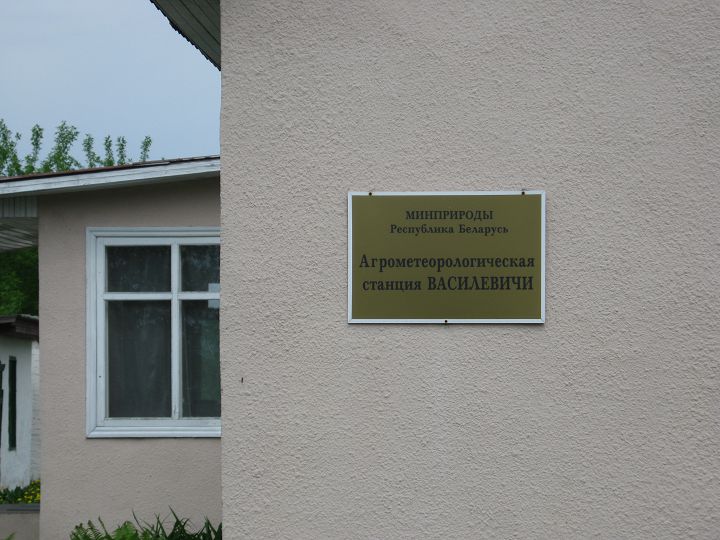 МИНПРИРОДЫ
Республика Беларусь
Агрометеорологическая
станция ВАСИЛЕВИЧИ